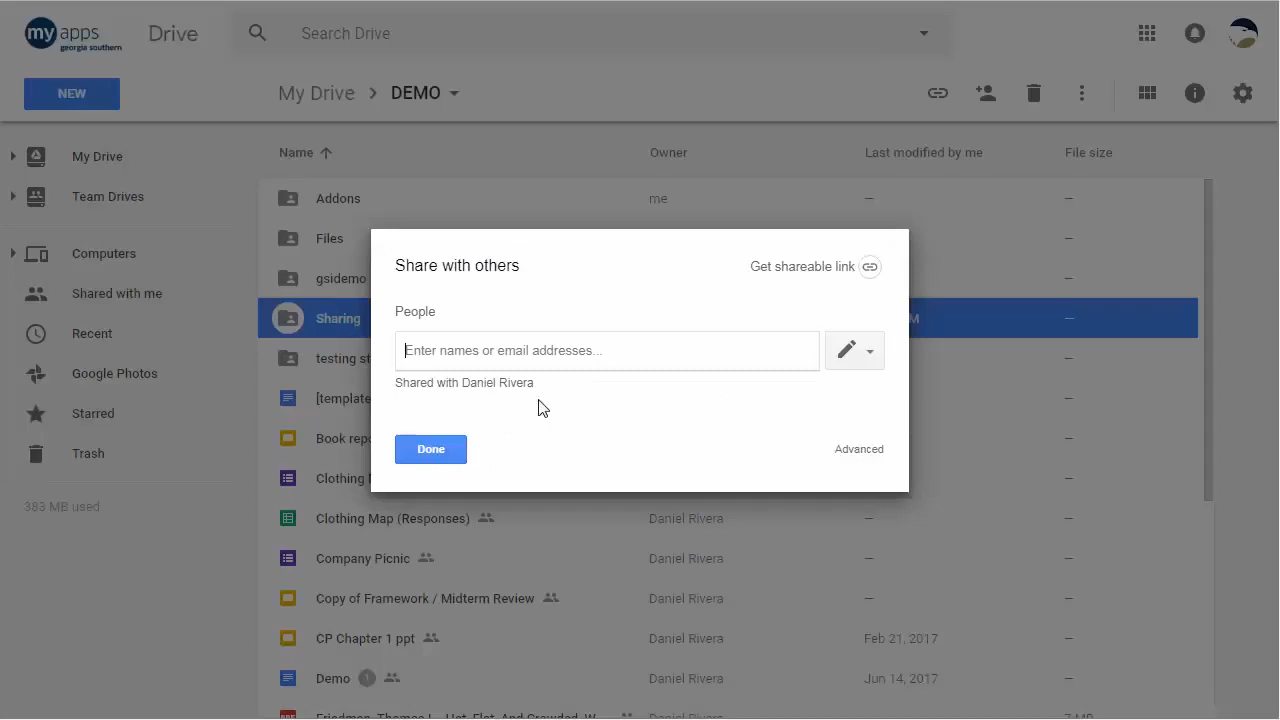 my apps
georgia southern
Drive
Search Drive
NEW
My Drive
DEMO
Name
Owner
Last modified by me
File size
My Drive
Team Drives
Computers
Shared with me
Recent
Google Photos
Starred
Trash
383 MB used
Addons
me
—
—
Files
—
—
gsidemo
—
—
Sharing
M
—
testing st
—
—
[template
—
—
Book repo
—
—
Clothing
—
—
Clothing Map (Responses)
Daniel Rivera
—
—
Company Picnic
Daniel Rivera
—
—
Copy of Framework / Midterm Review
Daniel Rivera
—
—
CP Chapter 1 ppt
Daniel Rivera
Feb 21, 2017
—
Demo
1
Daniel Rivera
Jun 14, 2017
—
Share with others
Get shareable link
People
Enter names or email addresses...
Shared with Daniel Rivera
Done
Advanced